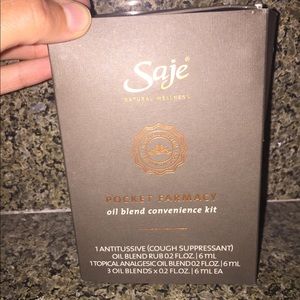 Saje®
NATURAL WELLNESS
POCKET FARMACY
oil blend convenience kit
1 ANTITUSSIVE (COUGH SUPPRESSANT)
OIL BLEND RUB 0.2 FL.OZ. | 6 mL
1 TOPICAL ANALGESIC OIL BLEND 0.2 FL.OZ. | 6 mL
3 OIL BLENDS x 0.2 FL.OZ. | 6 mL EA